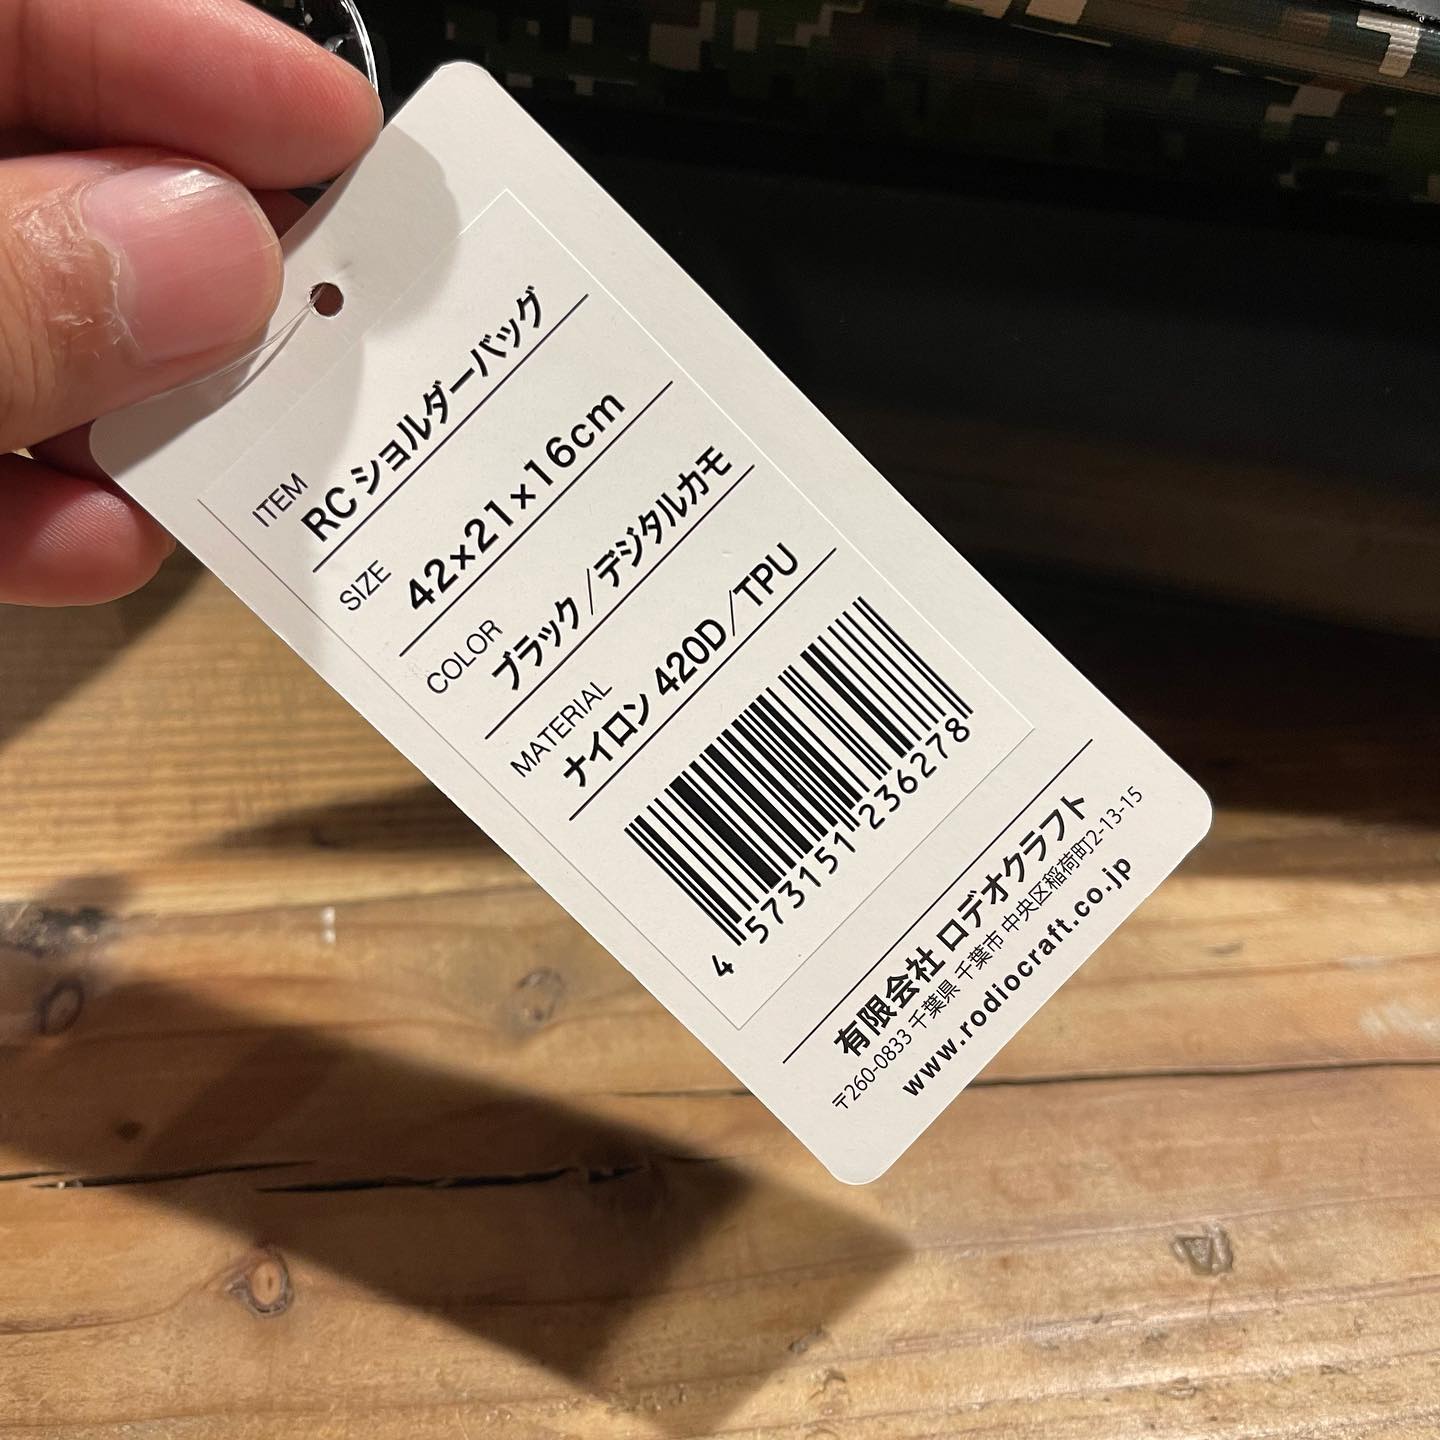 ITEM
RC ショルダーバッグ
SIZE
42×21×16cm
COLOR
ブラック／デジタルカモ
MATERIAL
ナイロン 420D／TPU
4 573151 236278
有限会社 ロデオクラフト
〒260-0833 千葉県 千葉市 中央区稲荷町2-13-15
www.rodiocraft.co.jp